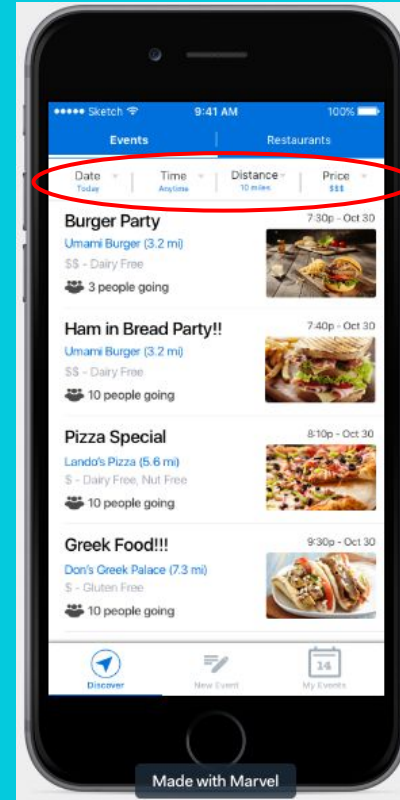 Sketch 9:41 AM 100%
Events Restaurants
Date Time Distance Price
Today Anytime 10 miles $$$
Burger Party 7:30p - Oct 30
Umami Burger (3.2 mi)
$$ - Dairy Free
3 people going
Ham in Bread Party!! 7:40p - Oct 30
Umami Burger (3.2 mi)
$$ - Dairy Free
10 people going
Pizza Special 8:10p - Oct 30
Lando's Pizza (5.6 mi)
$ - Dairy Free, Nut Free
10 people going
Greek Food!!! 9:30p - Oct 30
Don's Greek Palace (7.3 mi)
$ - Gluten Free
10 people going
14
Discover New Event My Events
Made with Marvel